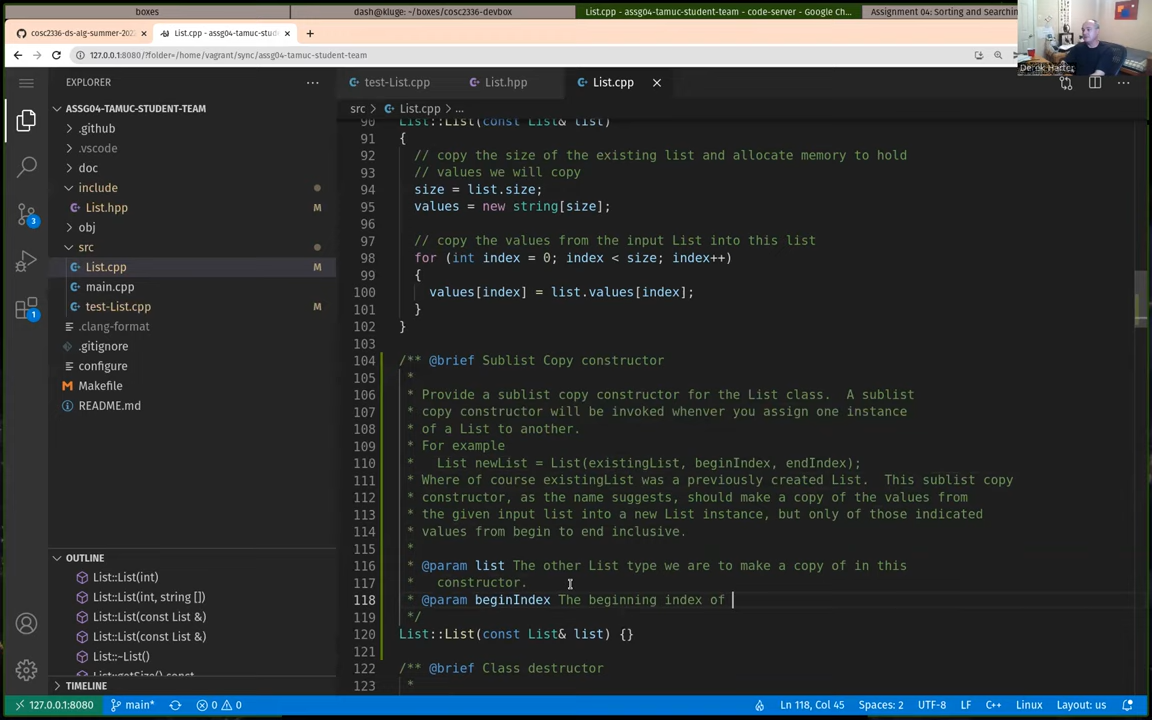 boxes
dash@kluge: ~/boxes/cosc2336-devbox
List.cpp - assg04-tamuc-student-team - code-server - Google Ch...
Assignment 04: Sorting and Searching
cosc2336-ds-alg-summer-202
List.cpp - assg04-tamuc-stud
127.0.0.1:8080/?folder=/home/vagrant/sync/assg04-tamuc-student-team
Derek Harter
EXPLORER
test-List.cpp
List.hpp
List.cpp
ASSG04-TAMUC-STUDENT-TEAM
.github
.vscode
doc
include
List.hpp M
obj
src
List.cpp M
main.cpp
test-List.cpp M
.clang-format
.gitignore
configure
Makefile
README.md
3
1
OUTLINE
List::List(int)
List::List(int, string [])
List::List(const List &)
List::List(const List &)
List::~List()
List::getSize() const
TIMELINE
src > List.cpp > ...
90 List::List(const List& list)
91 {
92 // copy the size of the existing list and allocate memory to hold
93 // values we will copy
94 size = list.size;
95 values = new string[size];
96
97 // copy the values from the input List into this list
98 for (int index = 0; index < size; index++)
99 {
100 values[index] = list.values[index];
101 }
102 }
103
104 /** @brief Sublist Copy constructor
105 *
106 * Provide a sublist copy constructor for the List class.  A sublist
107 * copy constructor will be invoked whenver you assign one instance
108 * of a List to another.
109 * For example
110 *   List newList = List(existingList, beginIndex, endIndex);
111 * Where of course existingList was a previously created List.  This sublist copy
112 * constructor, as the name suggests, should make a copy of the values from
113 * the given input list into a new List instance, but only of those indicated
114 * values from begin to end inclusive.
115 *
116 * @param list The other List type we are to make a copy of in this
117 *   constructor.
118 * @param beginIndex The beginning index of
119 */
120 List::List(const List& list) {}
121
122 /** @brief Class destructor
123 *
127.0.0.1:8080
main*
0 0
Ln 118, Col 45
Spaces: 2
UTF-8
LF
C++
Linux
Layout: us